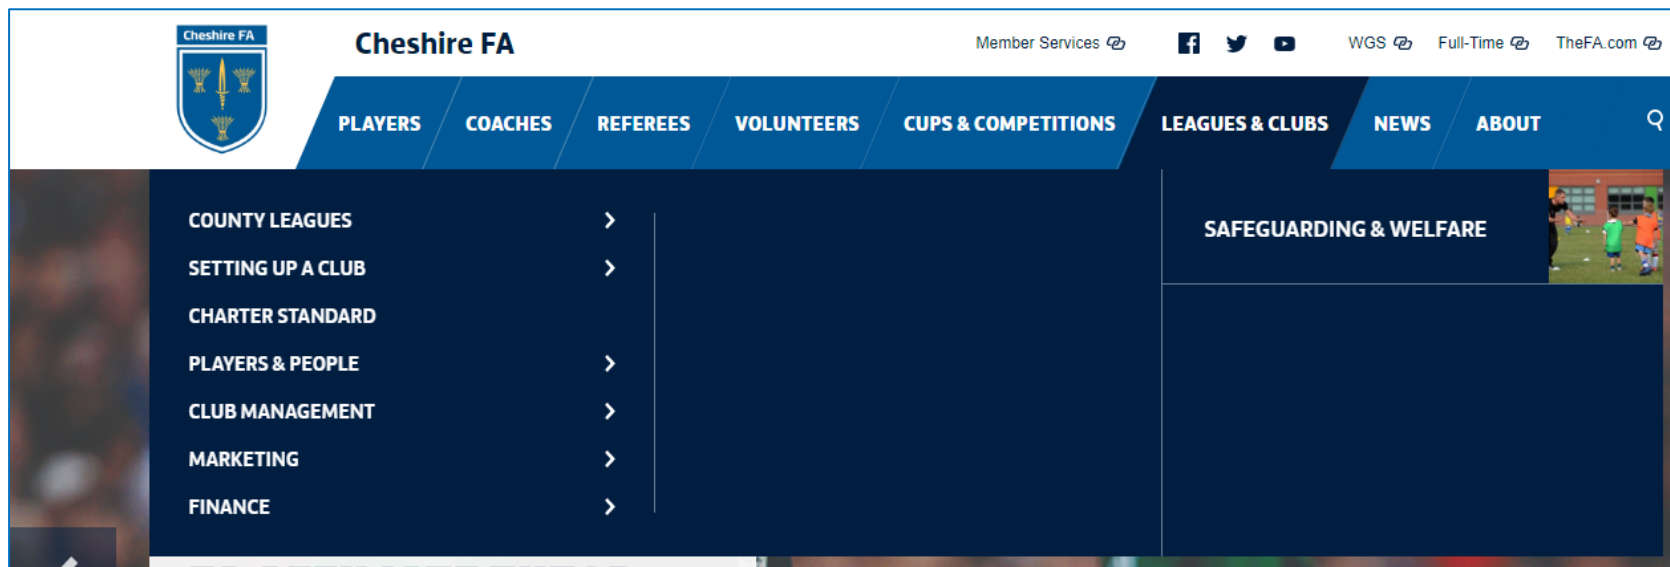 Cheshire FA
Cheshire FA
Member Services
WGS
Full-Time
TheFA.com
PLAYERS
COACHES
REFEREES
VOLUNTEERS
CUPS & COMPETITIONS
LEAGUES & CLUBS
NEWS
ABOUT
COUNTY LEAGUES
SETTING UP A CLUB
CHARTER STANDARD
PLAYERS & PEOPLE
CLUB MANAGEMENT
MARKETING
FINANCE
SAFEGUARDING & WELFARE